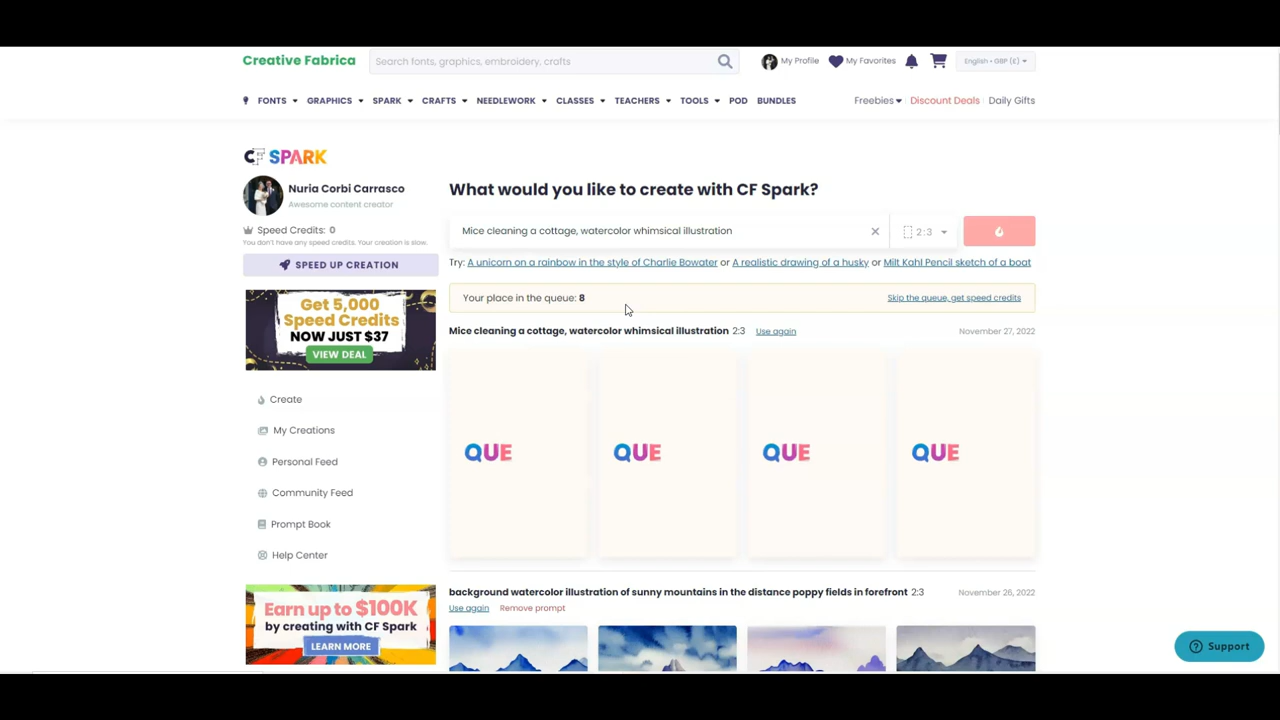 Creative Fabrica
Search fonts, graphics, embroidery, crafts
My Profile
My Favorites
English • GBP (£)
FONTS
GRAPHICS
SPARK
CRAFTS
NEEDLEWORK
CLASSES
TEACHERS
TOOLS
POD
BUNDLES
Freebies
Discount Deals
Daily Gifts
CF SPARK
Nuria Corbi Carrasco
Awesome content creator
Speed Credits: 0
You don't have any speed credits. Your creation is slow.
SPEED UP CREATION
Get 5,000
Speed Credits
NOW JUST $37
VIEW DEAL
Create
My Creations
Personal Feed
Community Feed
Prompt Book
Help Center
Earn up to $100K
by creating with CF Spark
LEARN MORE
What would you like to create with CF Spark?
Mice cleaning a cottage, watercolor whimsical illustration
2:3
Try: A unicorn on a rainbow in the style of Charlie Bowater or A realistic drawing of a husky or Milt Kahl Pencil sketch of a boat
Your place in the queue: 8
Skip the queue, get speed credits
Mice cleaning a cottage, watercolor whimsical illustration 2:3 Use again
November 27, 2022
QUE
QUE
QUE
QUE
background watercolor illustration of sunny mountains in the distance poppy fields in forefront 2:3
November 26, 2022
Use again
Remove prompt
Support